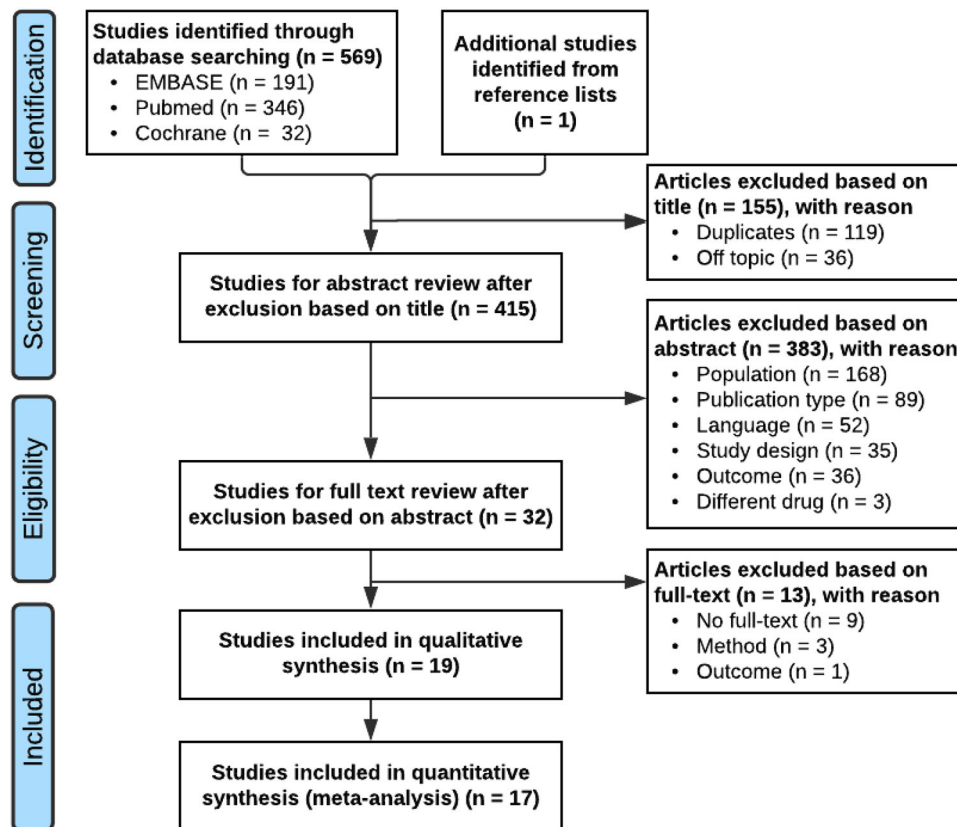 Identification
Studies identified through
database searching (n = 569)
• EMBASE (n = 191)
• Pubmed (n = 346)
• Cochrane (n =  32)
Additional studies
identified from
reference lists
(n = 1)
Articles excluded based on
title (n = 155), with reason
• Duplicates (n = 119)
• Off topic (n = 36)
Screening
Studies for abstract review after
exclusion based on title (n = 415)
Articles excluded based on
abstract (n = 383), with reason
• Population (n = 168)
• Publication type (n = 89)
• Language (n = 52)
• Study design (n = 35)
• Outcome (n = 36)
• Different drug (n = 3)
Eligibility
Studies for full text review after
exclusion based on abstract (n = 32)
Articles excluded based on
full-text (n = 13), with reason
• No full-text (n = 9)
• Method (n = 3)
• Outcome (n = 1)
Included
Studies included in qualitative
synthesis (n = 19)
Studies included in quantitative
synthesis (meta-analysis) (n = 17)